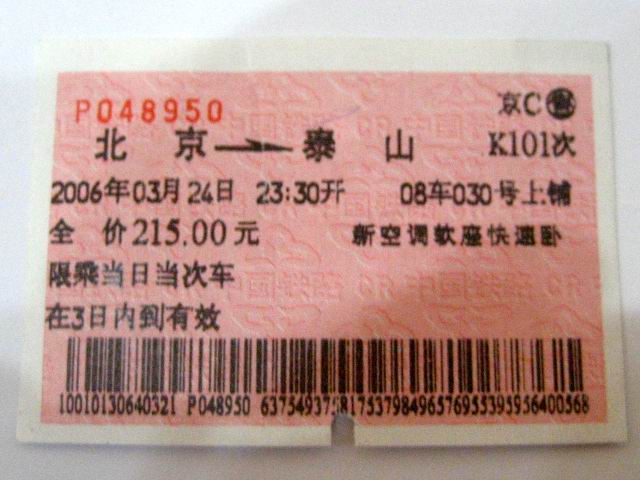 P048950
京C售
北 京 → 泰 山 K101次
2006年03月24日 23:30开 08车030号上铺
全 价215.00元 新空调软座快速卧
限乘当日当次车
在3日内到有效
10010130640321 P048950